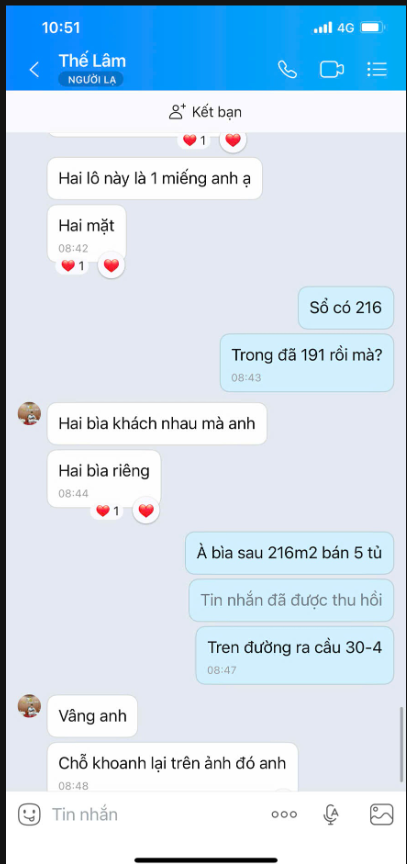 10:51
4G
Thế Lâm
NGƯỜI LẠ
Kết bạn
1
Hai lô này là 1 miếng anh ạ
Hai mặt
08:42
1
Sổ có 216
Trong đã 191 rồi mà?
08:43
Hai bìa khách nhau mà anh
Hai bìa riêng
08:44
1
À bìa sau 216m2 bán 5 tủ
Tin nhắn đã được thu hồi
Tren đường ra cầu 30-4
08:47
Vâng anh
Chỗ khoanh lại trên ảnh đó anh
08:48
Tin nhắn
A